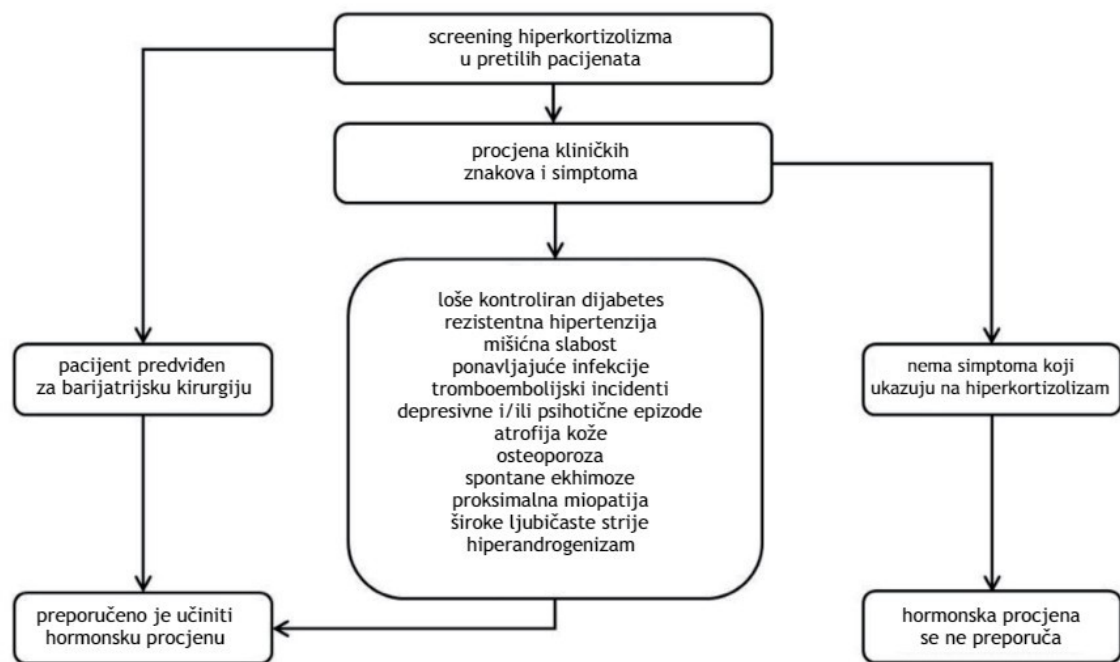 screening hiperkortizolizma
u pretilih pacijenata
procjena kliničkih
znakova i simptoma
loše kontroliran dijabetes
rezistentna hipertenzija
mišićna slabost
ponavljajuće infekcije
tromboembolijski incidenti
depresivne i/ili psihotične epizode
atrofija kože
osteoporoza
spontane ekhimoze
proksimalna miopatija
široke ljubičaste strije
hiperandrogenizam
pacijent predviđen
za barijatrijsku kirurgiju
nema simptoma koji
ukazuju na hiperkortizolizam
preporučeno je učiniti
hormonsku procjenu
hormonska procjena
se ne preporuča